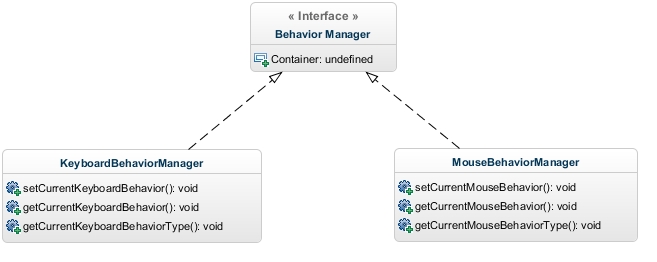 « Interface »
Behavior Manager
Container: undefined
KeyboardBehaviorManager
setCurrentKeyboardBehavior(): void
getCurrentKeyboardBehavior(): void
getCurrentKeyboardBehaviorType(): void
MouseBehaviorManager
setCurrentMouseBehavior(): void
getCurrentMouseBehavior(): void
getCurrentMouseBehaviorType(): void